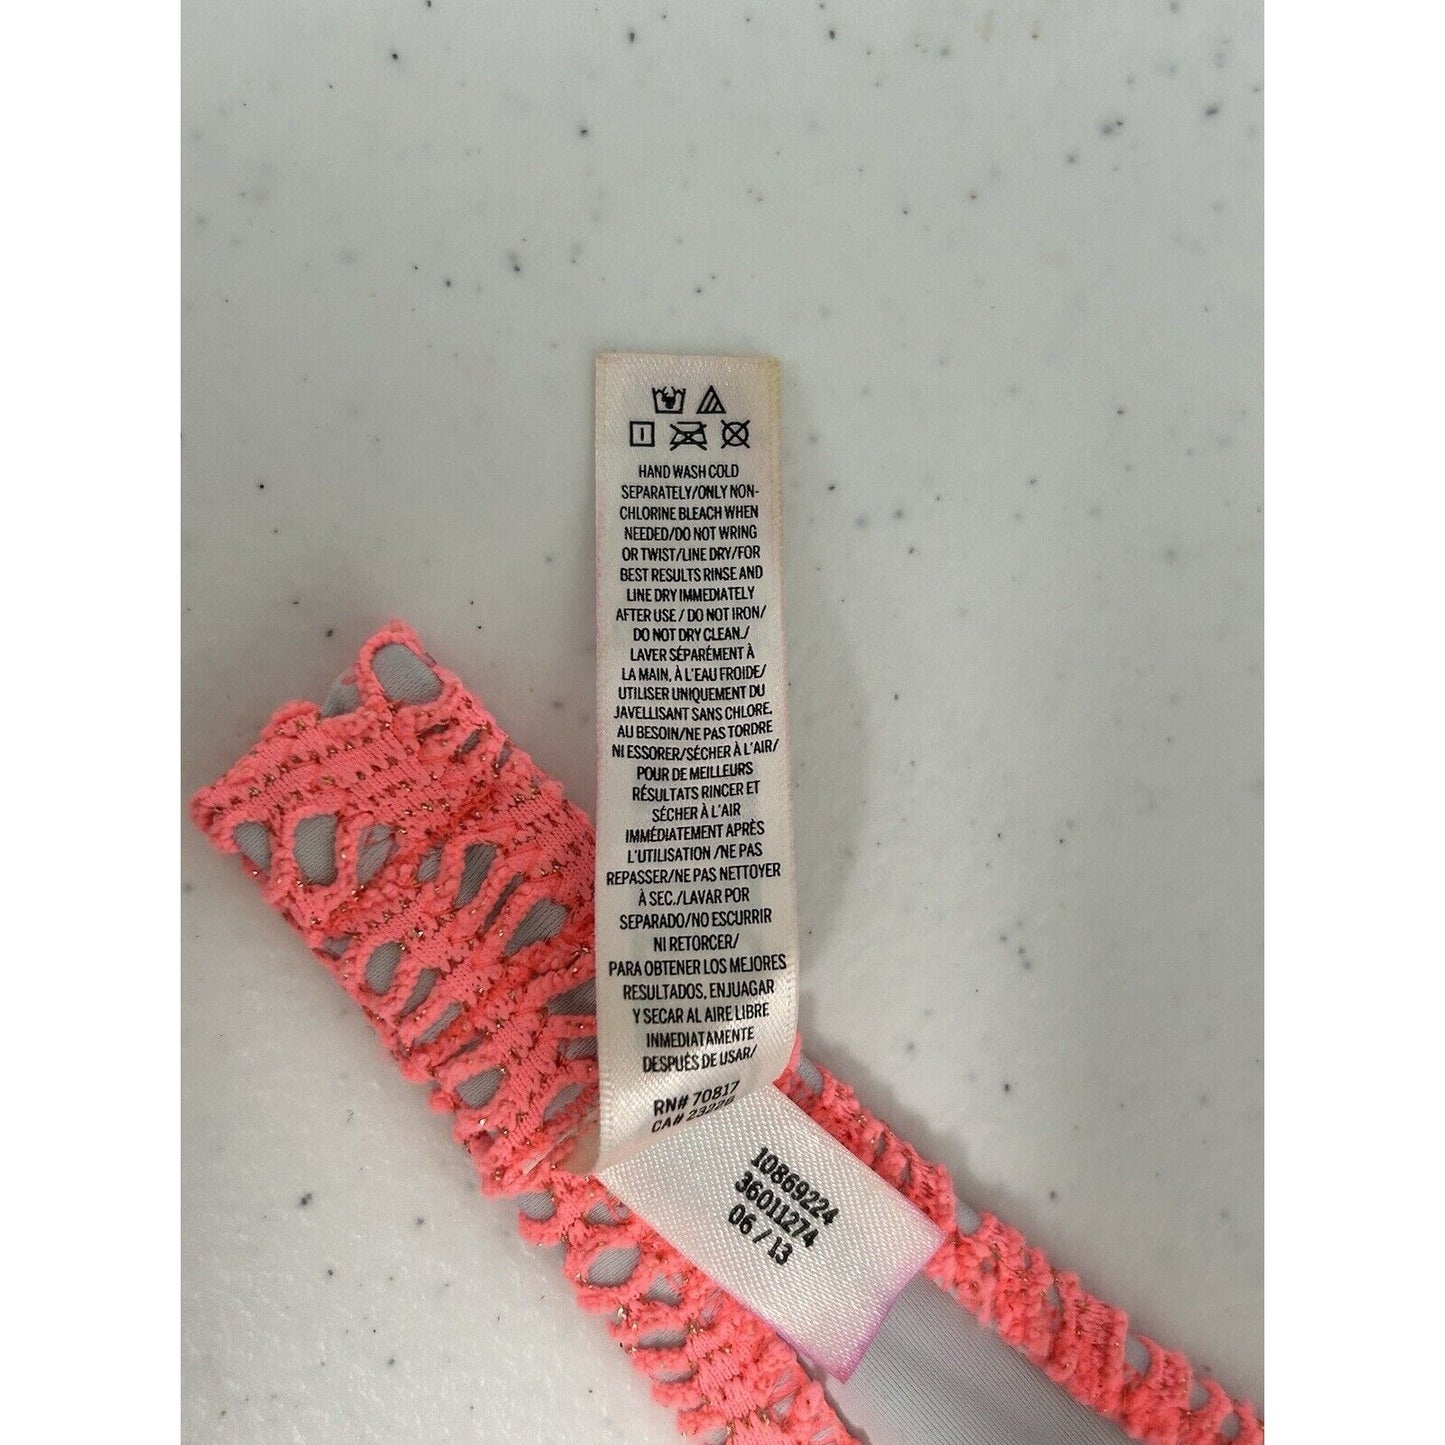 HAND WASH COLD
SEPARATELY/ONLY NON-
CHLORINE BLEACH WHEN
NEEDED/DO NOT WRING
OR TWIST/LINE DRY/FOR
BEST RESULTS RINSE AND
LINE DRY IMMEDIATELY
AFTER USE / DO NOT IRON/
DO NOT DRY CLEAN./
LAVER SÉPARÉMENT À
LA MAIN, À L'EAU FROIDE/
UTILISER UNIQUEMENT DU
JAVELLISANT SANS CHLORE,
AU BESOIN/NE PAS TORDRE
NI ESSORER/SÉCHER À L'AIR/
POUR DE MEILLEURS
RÉSULTATS RINCER ET
SÉCHER À L'AIR
IMMÉDIATEMENT APRÈS
L'UTILISATION /NE PAS
REPASSER/NE PAS NETTOYER
À SEC./LAVAR POR
SEPARADO/NO ESCURRIR
NI RETORCER/
PARA OBTENER LOS MEJORES
RESULTADOS, ENJUAGAR
Y SECAR AL AIRE LIBRE
INMEDIATAMENTE
DESPUÉS DE USAR/
RN# 70817
CA#
10869224
36011274
06 / 13